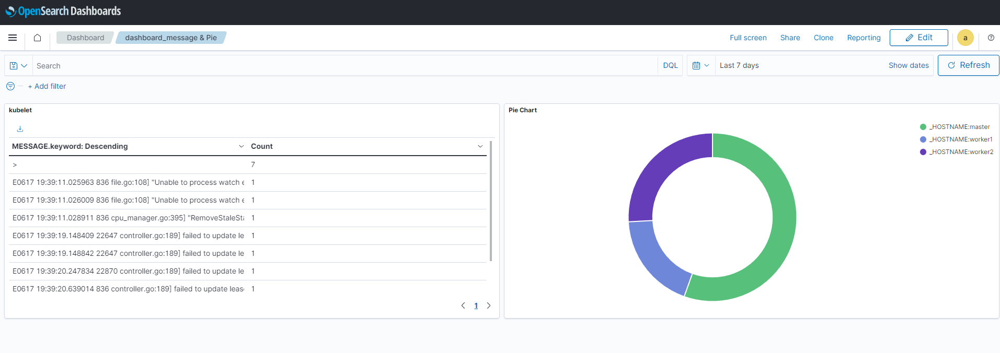 OpenSearch Dashboards
Dashboard
dashboard_message & Pie
Full screen
Share
Clone
Reporting
Edit
a
Search
DQL
Last 7 days
Show dates
Refresh
+ Add filter
kubelet
MESSAGE.keyword: Descending
Count
>
7
E0617 19:39:11.025963 836 file.go:108] "Unable to process watch e
1
E0617 19:39:11.026009 836 file.go:108] "Unable to process watch e
1
E0617 19:39:11.028911 836 cpu_manager.go:395] "RemoveStaleSta
1
E0617 19:39:19.148409 22647 controller.go:189] failed to update le
1
E0617 19:39:19.148842 22647 controller.go:189] failed to update le
1
E0617 19:39:20.247834 22870 controller.go:189] failed to update le
1
E0617 19:39:20.639014 836 controller.go:189] failed to update leas
1
1
Pie Chart
_HOSTNAME:master
_HOSTNAME:worker1
_HOSTNAME:worker2